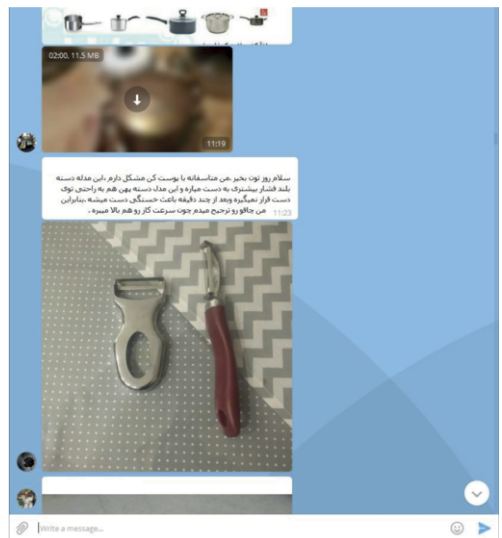 02:00, 11.5 MB
11:19
سلام روز تون بخیر .من متاسفانه با پوست کن مشکل دارم ،این مدله دسته
بلند فشار بیشتری به دست میاره و این مدل دسته پهن هم به راحتی توی
دست قرار نمیگیره وبعد از چند دقیقه باعث خستگی دست میشه .بنابراین
من چاقو رو ترجیح میدم چون سرعت کار رو هم بالا میبره .
11:23
Write a message...